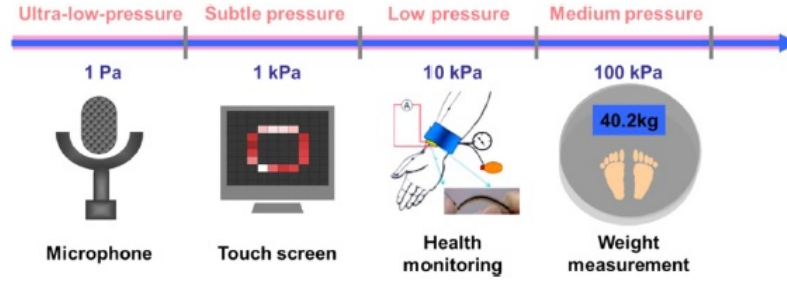 Ultra-low-pressure
Subtle pressure
Low pressure
Medium pressure
1 Pa
1 kPa
10 kPa
100 kPa
A
40.2kg
Microphone
Touch screen
Health
monitoring
Weight
measurement